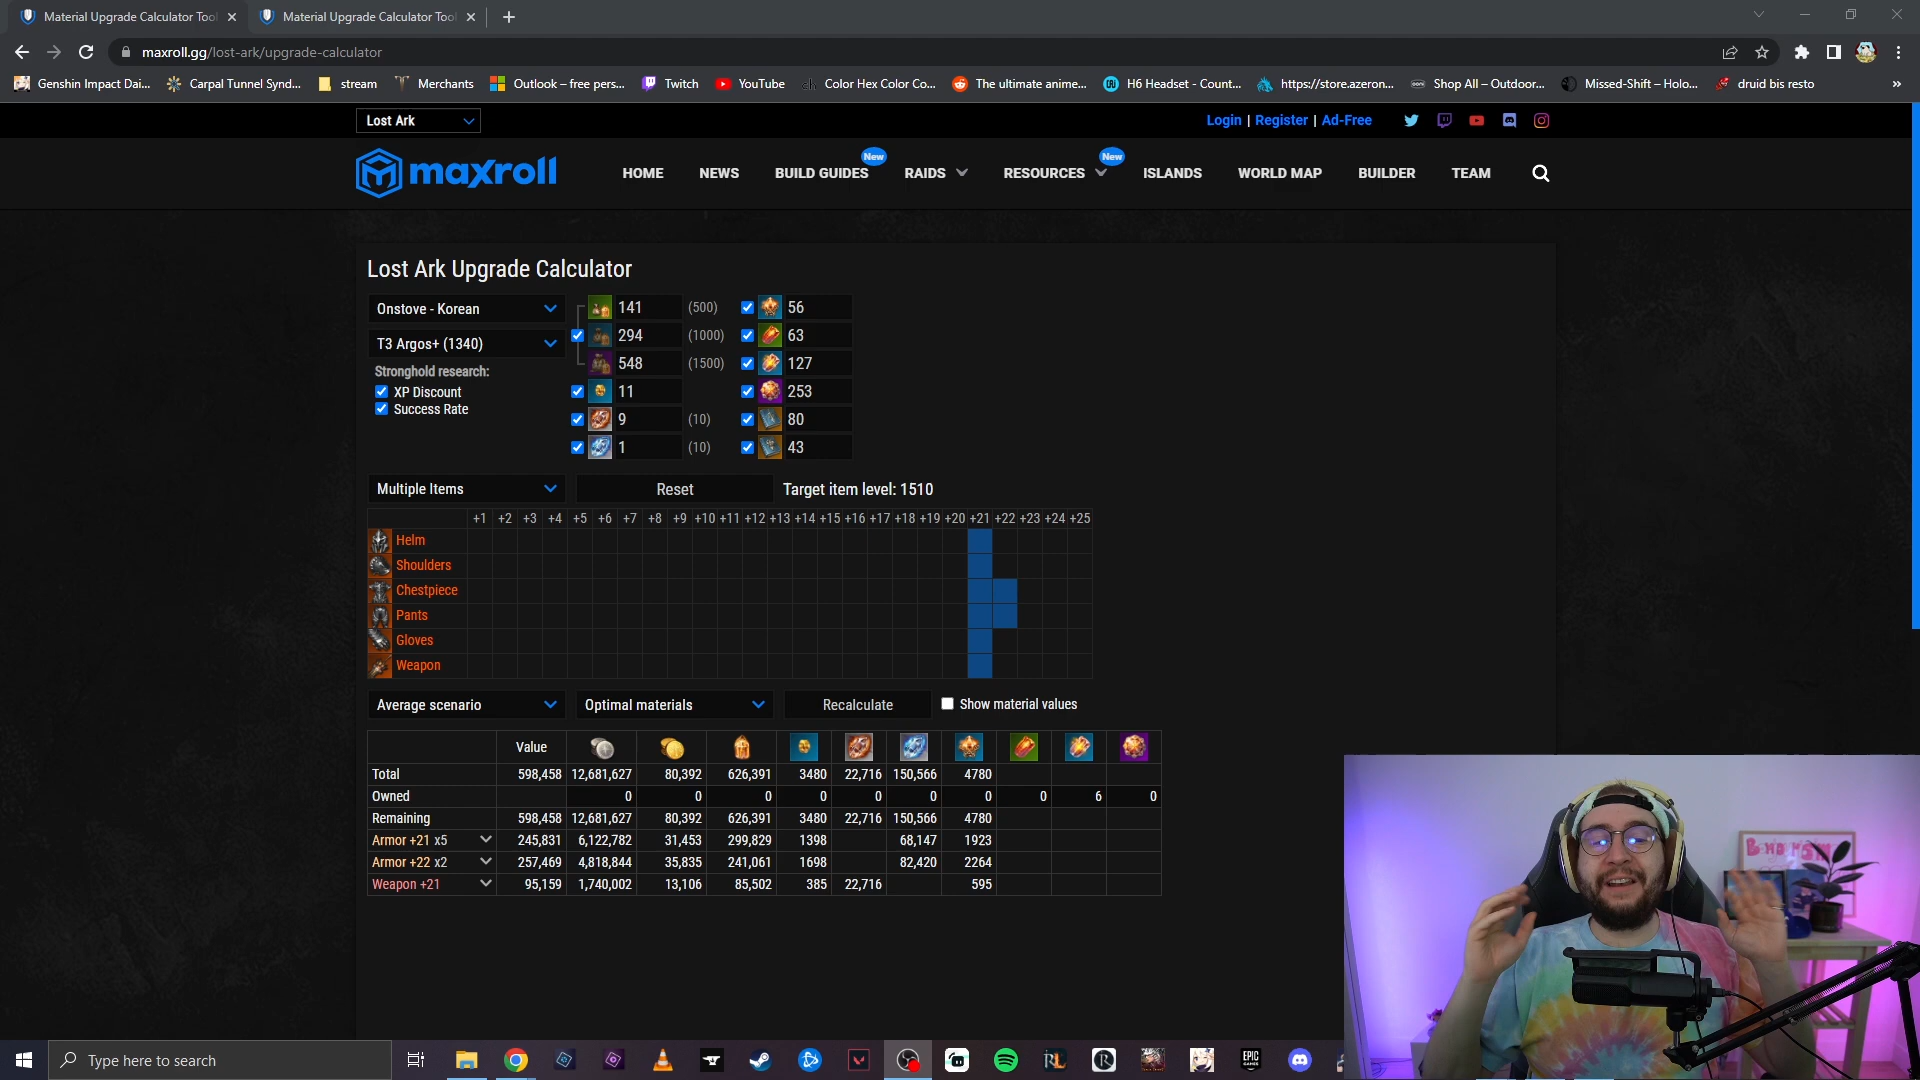 Material Upgrade Calculator Tool
Material Upgrade Calculator Tool
maxroll.gg/lost-ark/upgrade-calculator
Genshin Impact Dai...
Carpal Tunnel Synd...
stream
Merchants
Outlook – free pers...
Twitch
YouTube
Color Hex Color Co...
The ultimate anime...
H6 Headset - Count...
https://store.azeron...
Shop All – Outdoor...
Missed-Shift – Holo...
druid bis resto
»
Lost Ark
Login | Register | Ad-Free
maxroll
HOME
NEWS
BUILD GUIDES
New
RAIDS
RESOURCES
New
ISLANDS
WORLD MAP
BUILDER
TEAM
Lost Ark Upgrade Calculator
Onstove - Korean
T3 Argos+ (1340)
Stronghold research:
XP Discount
Success Rate
141 (500)
294 (1000)
548 (1500)
11
9 (10)
1 (10)
56
63
127
253
80
43
Multiple Items
Reset
Target item level: 1510
+1 +2 +3 +4 +5 +6 +7 +8 +9 +10 +11 +12 +13 +14 +15 +16 +17 +18 +19 +20 +21 +22 +23 +24 +25
Helm
Shoulders
Chestpiece
Pants
Gloves
Weapon
Average scenario
Optimal materials
Recalculate
Show material values
Value
Total 598,458 12,681,627 80,392 626,391 3480 22,716 150,566 4780
Owned 0 0 0 0 0 0 0 0 6 0
Remaining 598,458 12,681,627 80,392 626,391 3480 22,716 150,566 4780
Armor +21 x5 245,831 6,122,782 31,453 299,829 1398 68,147 1923
Armor +22 x2 257,469 4,818,844 35,835 241,061 1698 82,420 2264
Weapon +21 95,159 1,740,002 13,106 85,502 385 22,716 595
Type here to search
RL
R
EPIC
GAMES